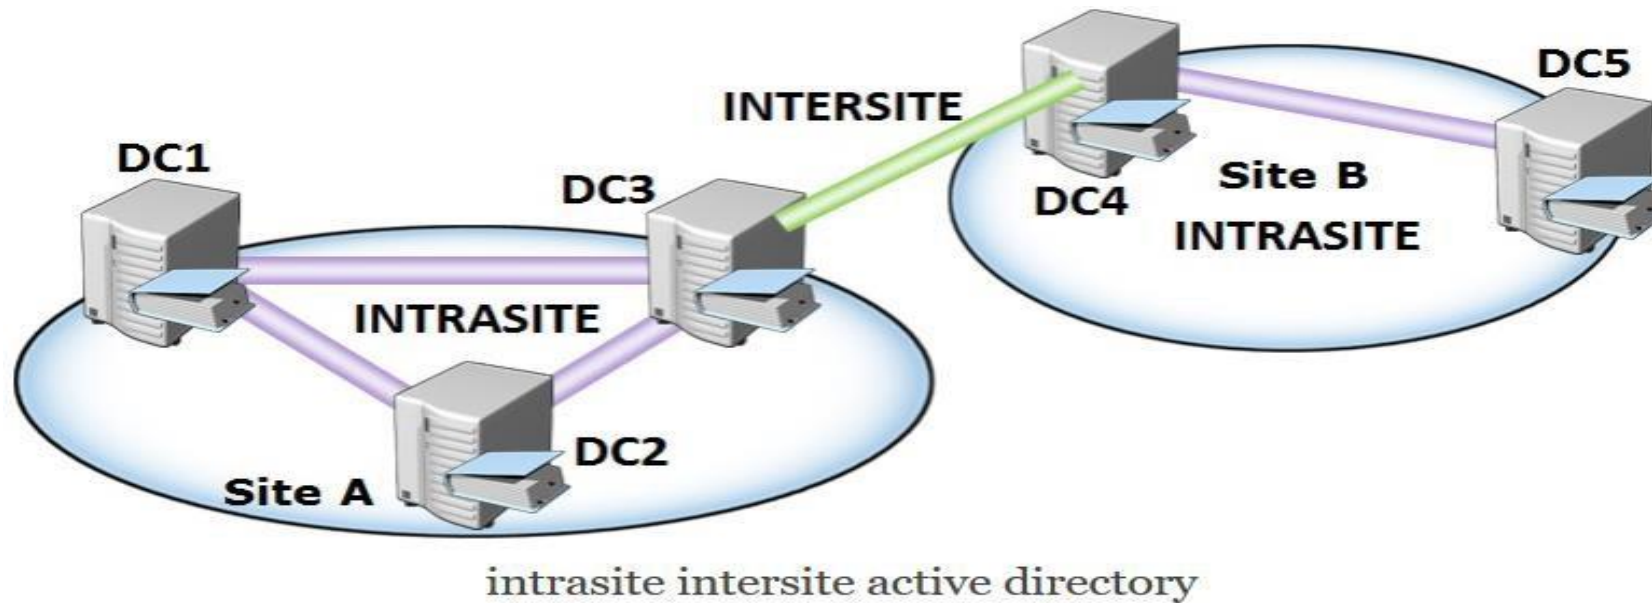 DC1
DC3
INTERSITE
DC4
DC5
Site B
INTRASITE
INTRASITE
DC2
Site A
intrasite intersite active directory